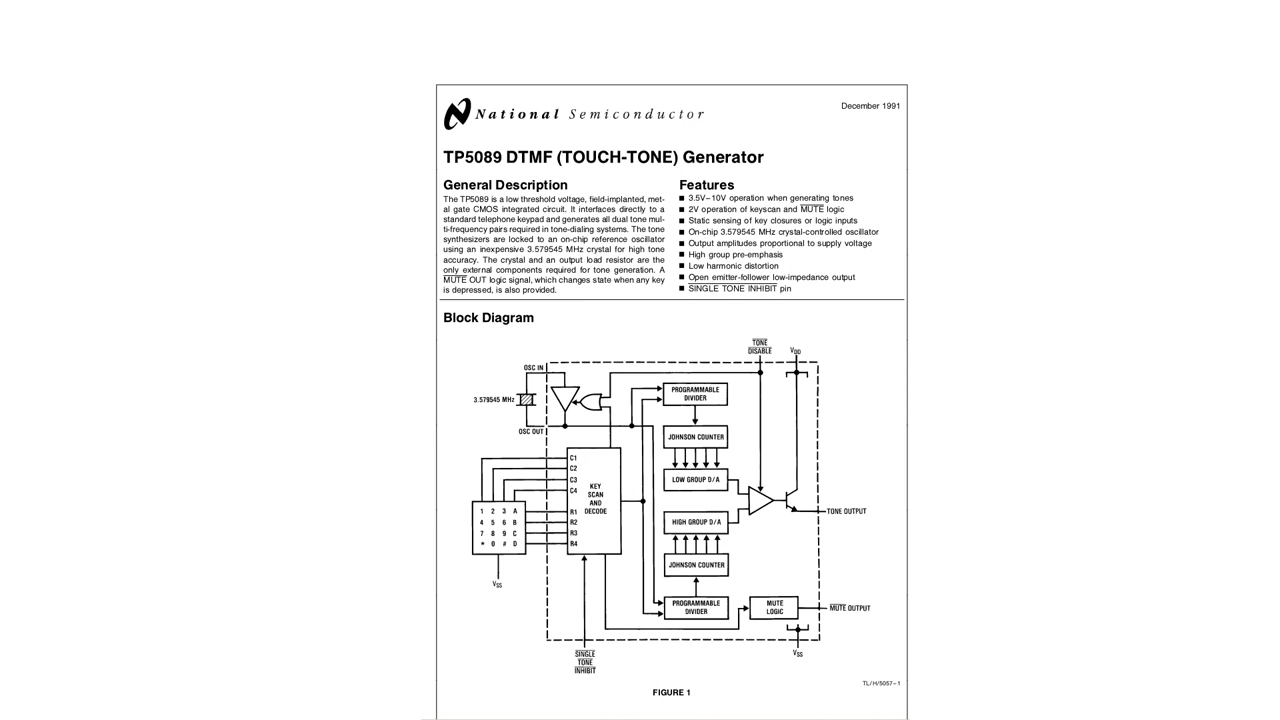 National Semiconductor
December 1991
TP5089 DTMF (TOUCH-TONE) Generator
General Description
The TP5089 is a low threshold voltage, field-implanted, met-
al gate CMOS integrated circuit. It interfaces directly to a
standard telephone keypad and generates all dual tone mul-
ti-frequency pairs required in tone-dialing systems. The tone
synthesizers are locked to an on-chip reference oscillator
using an inexpensive 3.579545 MHz crystal for high tone
accuracy. The crystal and an output load resistor are the
only external components required for tone generation. A
MUTE OUT logic signal, which changes state when any key
is depressed, is also provided.
Features
■ 3.5V–10V operation when generating tones
■ 2V operation of keyscan and MUTE logic
■ Static sensing of key closures or logic inputs
■ On-chip 3.579545 MHz crystal-controlled oscillator
■ Output amplitudes proportional to supply voltage
■ High group pre-emphasis
■ Low harmonic distortion
■ Open emitter-follower low-impedance output
■ SINGLE TONE INHIBIT pin
Block Diagram
TONE
DISABLE
VDD
OSC IN
3.579545 MHz
OSC OUT
PROGRAMMABLE
DIVIDER
JOHNSON COUNTER
LOW GROUP D/A
C1
C2
C3
C4
KEY
SCAN
AND
DECODE
R1
R2
R3
R4
1 2 3 A
4 5 6 B
7 8 9 C
* 0 # D
VSS
HIGH GROUP D/A
TONE OUTPUT
JOHNSON COUNTER
PROGRAMMABLE
DIVIDER
MUTE
LOGIC
MUTE OUTPUT
VSS
SINGLE
TONE
INHIBIT
TL/H/5057–1
FIGURE 1